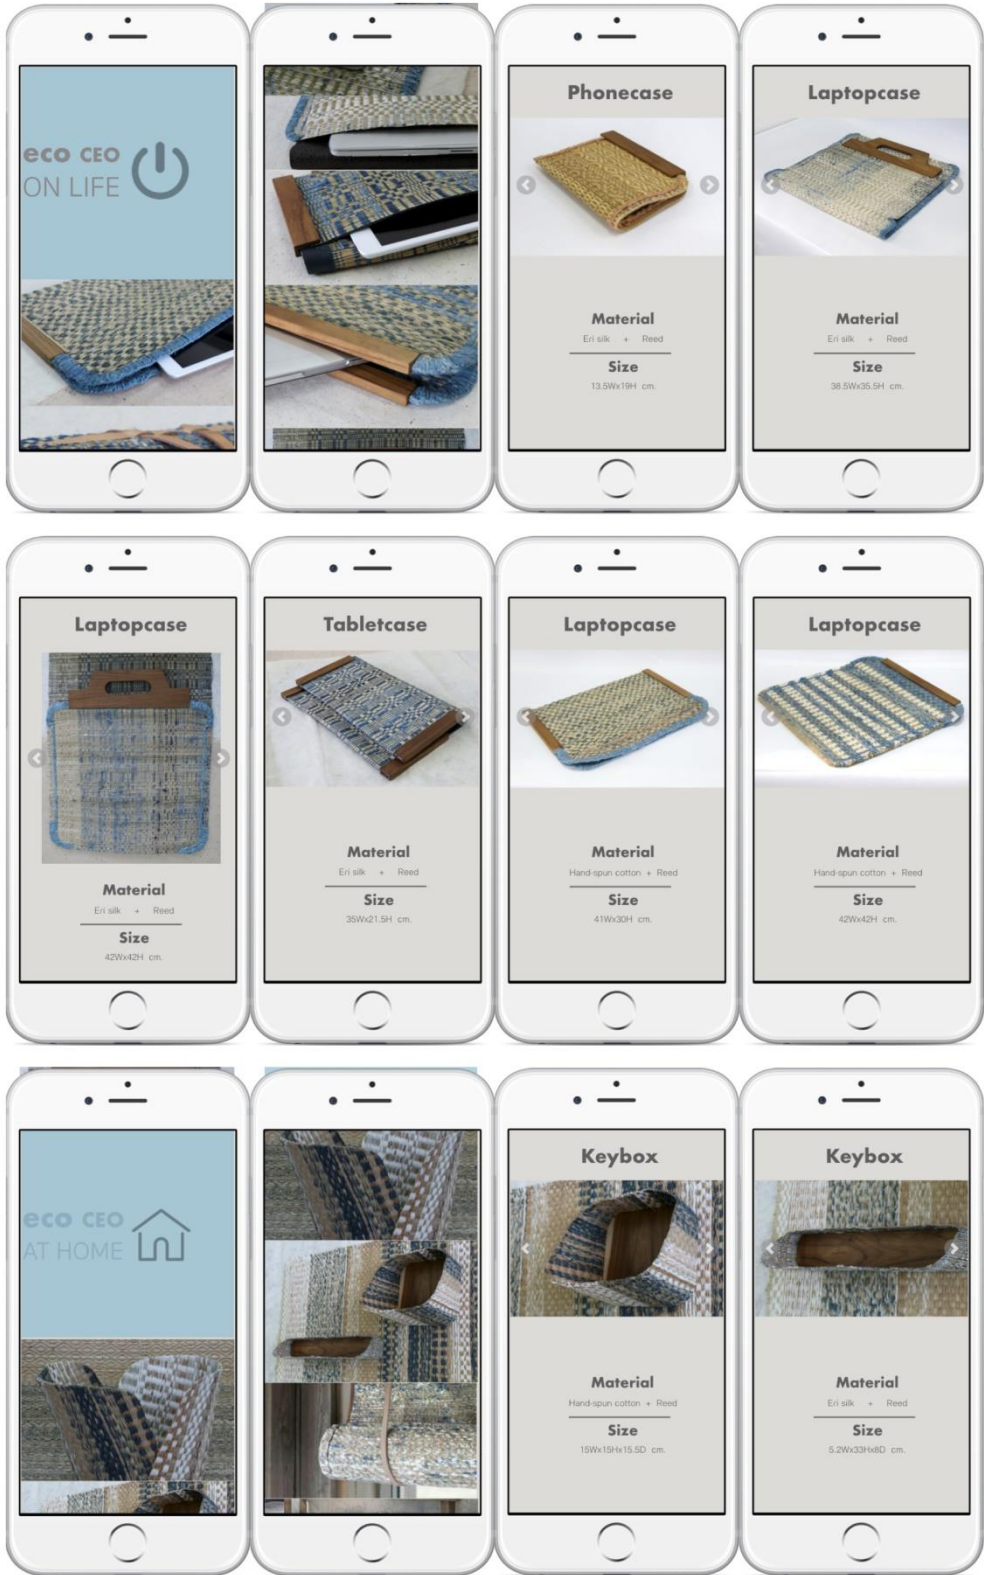 eco CEO
ON LIFE
Phonecase
Material
Eri silk + Reed
Size
13.5Wx19H cm.
Laptopcase
Material
Eri silk + Reed
Size
38.5Wx35.5H cm.
Laptopcase
Material
Eri silk + Reed
Size
42Wx42H cm.
Tabletcase
Material
Eri silk + Reed
Size
35Wx21.5H cm.
Laptopcase
Material
Hand-spun cotton + Reed
Size
41Wx30H cm.
Laptopcase
Material
Hand-spun cotton + Reed
Size
42Wx42H cm.
eco CEO
AT HOME
Keybox
Material
Hand-spun cotton + Reed
Size
15Wx15Hx15.5D cm.
Keybox
Material
Eri silk + Reed
Size
5.2Wx33Hx8D cm.